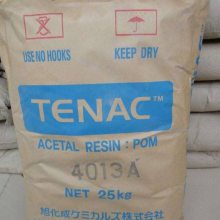 USE NO HOOKS KEEP DRY
TENAC™
ACETAL RESIN : POM
4013A
NET 25kg
旭化成ケミカルズ株式会社